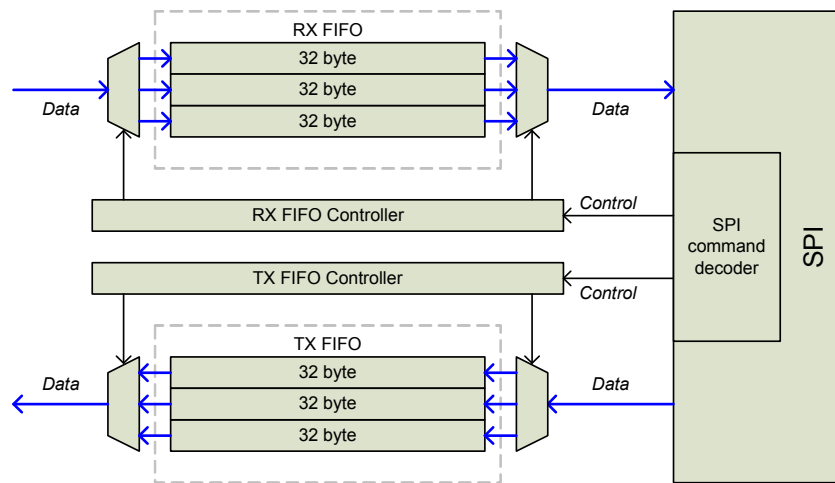 RX FIFO
32 byte
32 byte
32 byte
Data
Data
RX FIFO Controller
Control
SPI
command
decoder
SPI
TX FIFO Controller
Control
TX FIFO
32 byte
32 byte
32 byte
Data
Data